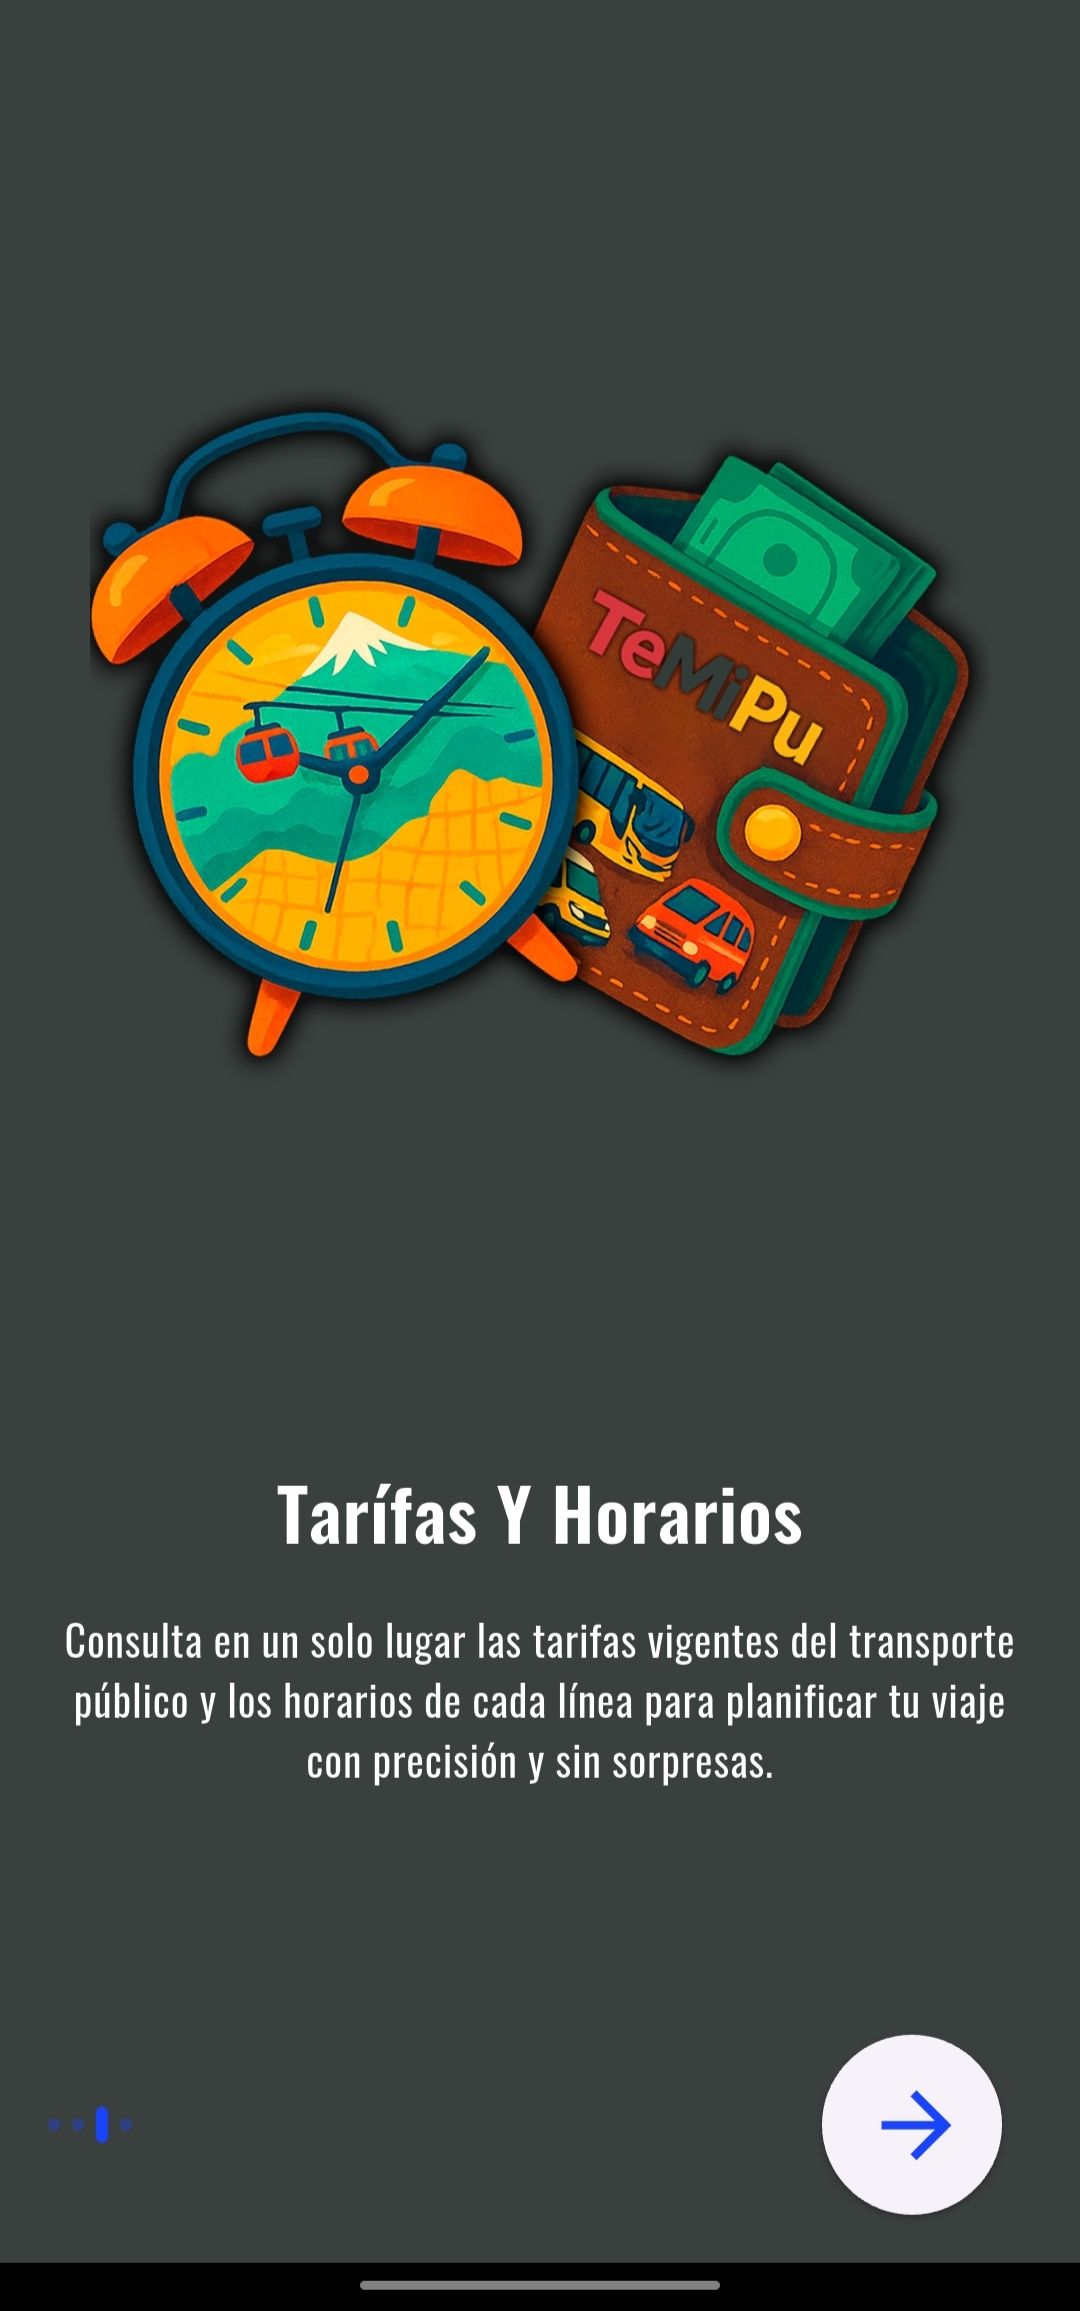 TeMiPu
Tarífas Y Horarios
Consulta en un solo lugar las tarifas vigentes del transporte
público y los horarios de cada línea para planificar tu viaje
con precisión y sin sorpresas.